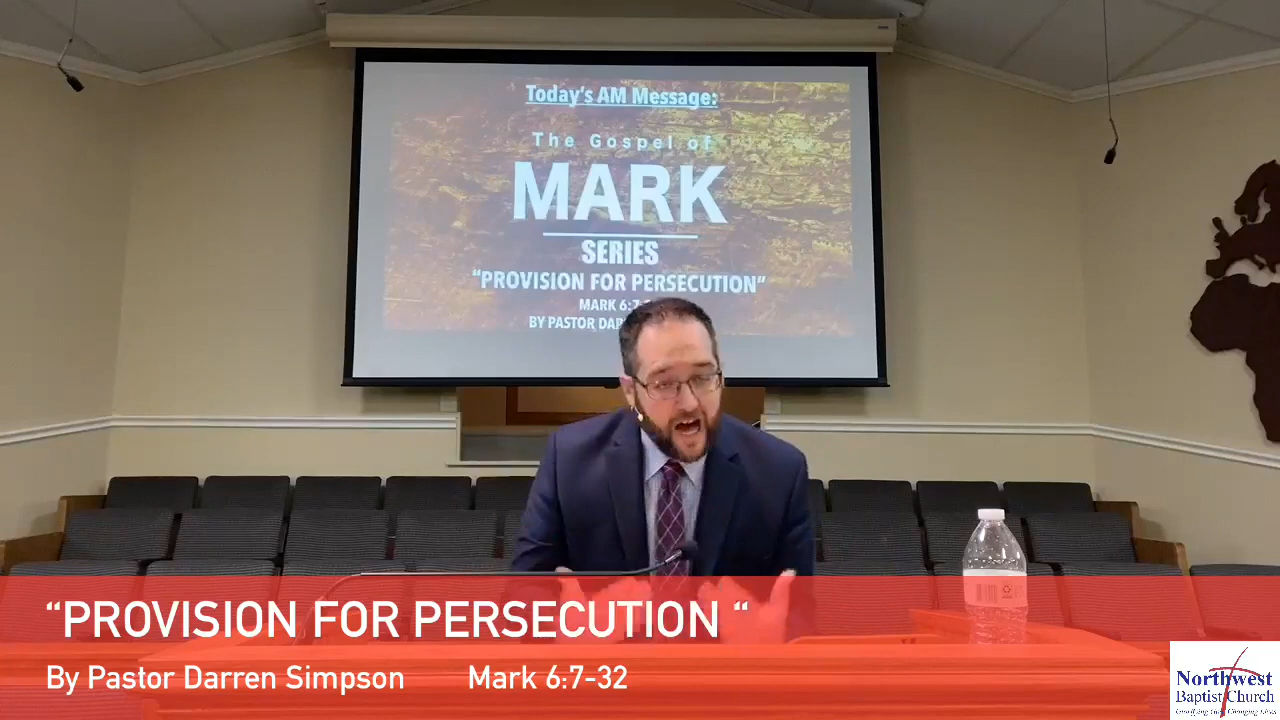 Today's AM Message:
The Gospel of
MARK
SERIES
"PROVISION FOR PERSECUTION"
MARK 6:7-
BY PASTOR DAR
"PROVISION FOR PERSECUTION "
By Pastor Darren Simpson Mark 6:7-32
Northwest
Baptist Church